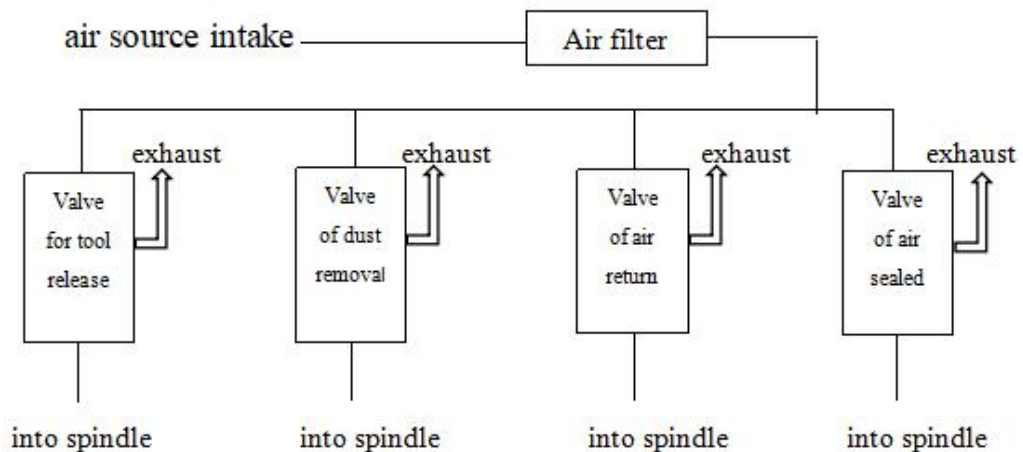 air source intake
Air filter
exhaust
exhaust
exhaust
exhaust
Valve
for tool
release
Valve
of dust
removal
Valve
of air
return
Valve
of air
sealed
into spindle
into spindle
into spindle
into spindle